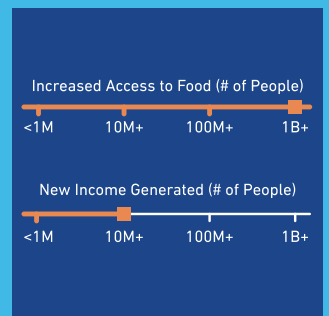 Increased Access to Food (# of People)
<1M 10M+ 100M+ 1B+
New Income Generated (# of People)
<1M 10M+ 100M+ 1B+